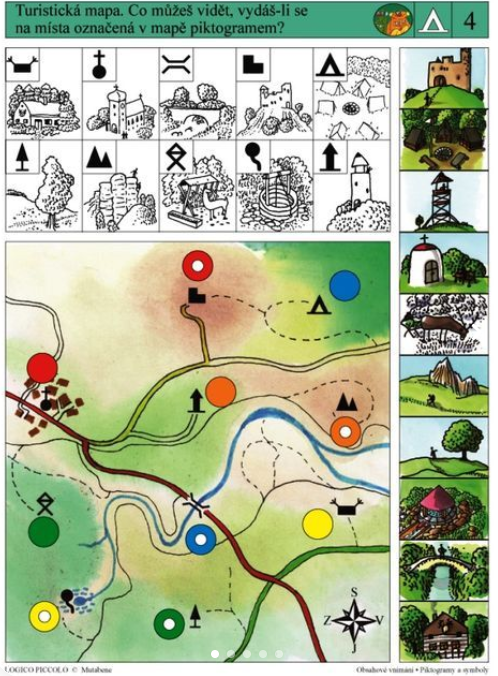 Turistická mapa. Co můžeš vidět, vydáš-li se
na místa označená v mapě piktogramem?
4
S
Z
V
LOGICO PICCOLO © Mutabene
Obsahové vnímání • Piktogramy a symboly